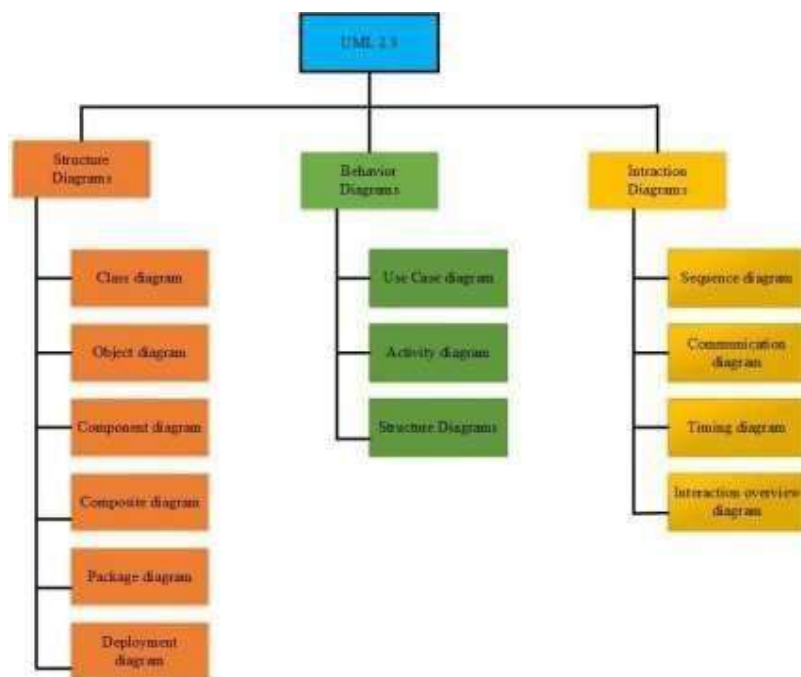 UML 2.3
Structure
Diagrams
Behavior
Diagrams
Intraction
Diagrams
Class diagram
Object diagram
Component diagram
Composite diagram
Package diagram
Deployment
diagram
Use Case diagram
Activity diagram
Structure Diagrams
Sequence diagram
Communication
diagram
Timing diagram
Interaction overview
diagram